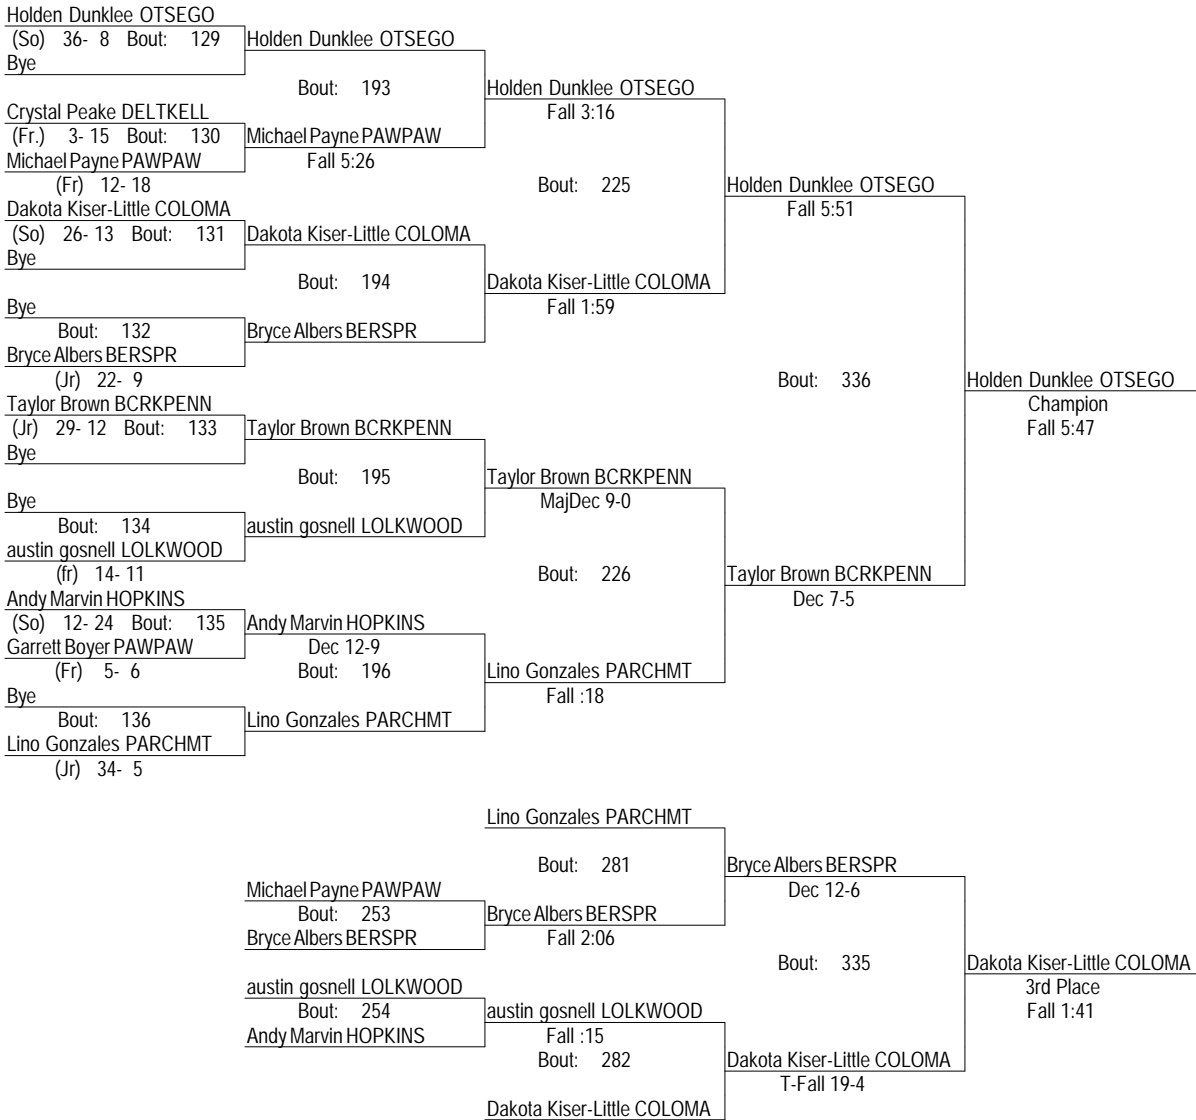 Holden Dunklee OTSEGO
(So) 36- 8 Bout: 129
Bye
Holden Dunklee OTSEGO
Bout: 193
Crystal Peake DELTKELL
(Fr.) 3- 15 Bout: 130
Michael Payne PAWPAW
(Fr) 12- 18
Michael Payne PAWPAW
Fall 5:26
Holden Dunklee OTSEGO
Fall 3:16
Bout: 225
Dakota Kiser-Little COLOMA
(So) 26- 13 Bout: 131
Bye
Dakota Kiser-Little COLOMA
Bout: 194
Bye
Bout: 132
Bryce Albers BERSPR
(Jr) 22- 9
Bryce Albers BERSPR
Dakota Kiser-Little COLOMA
Fall 1:59
Holden Dunklee OTSEGO
Fall 5:51
Bout: 336
Taylor Brown BCRKPENN
(Jr) 29- 12 Bout: 133
Bye
Taylor Brown BCRKPENN
Bout: 195
Bye
Bout: 134
austin gosnell LOLKWOOD
(fr) 14- 11
austin gosnell LOLKWOOD
Taylor Brown BCRKPENN
MajDec 9-0
Bout: 226
Andy Marvin HOPKINS
(So) 12- 24 Bout: 135
Garrett Boyer PAWPAW
(Fr) 5- 6
Andy Marvin HOPKINS
Dec 12-9
Bout: 196
Bye
Bout: 136
Lino Gonzales PARCHMT
(Jr) 34- 5
Lino Gonzales PARCHMT
Lino Gonzales PARCHMT
Fall :18
Taylor Brown BCRKPENN
Dec 7-5
Holden Dunklee OTSEGO
Champion
Fall 5:47
Lino Gonzales PARCHMT
Bout: 281
Michael Payne PAWPAW
Bout: 253
Bryce Albers BERSPR
Bryce Albers BERSPR
Fall 2:06
Bryce Albers BERSPR
Dec 12-6
Bout: 335
austin gosnell LOLKWOOD
Bout: 254
Andy Marvin HOPKINS
austin gosnell LOLKWOOD
Fall :15
Bout: 282
Dakota Kiser-Little COLOMA
Dakota Kiser-Little COLOMA
T-Fall 19-4
Dakota Kiser-Little COLOMA
3rd Place
Fall 1:41